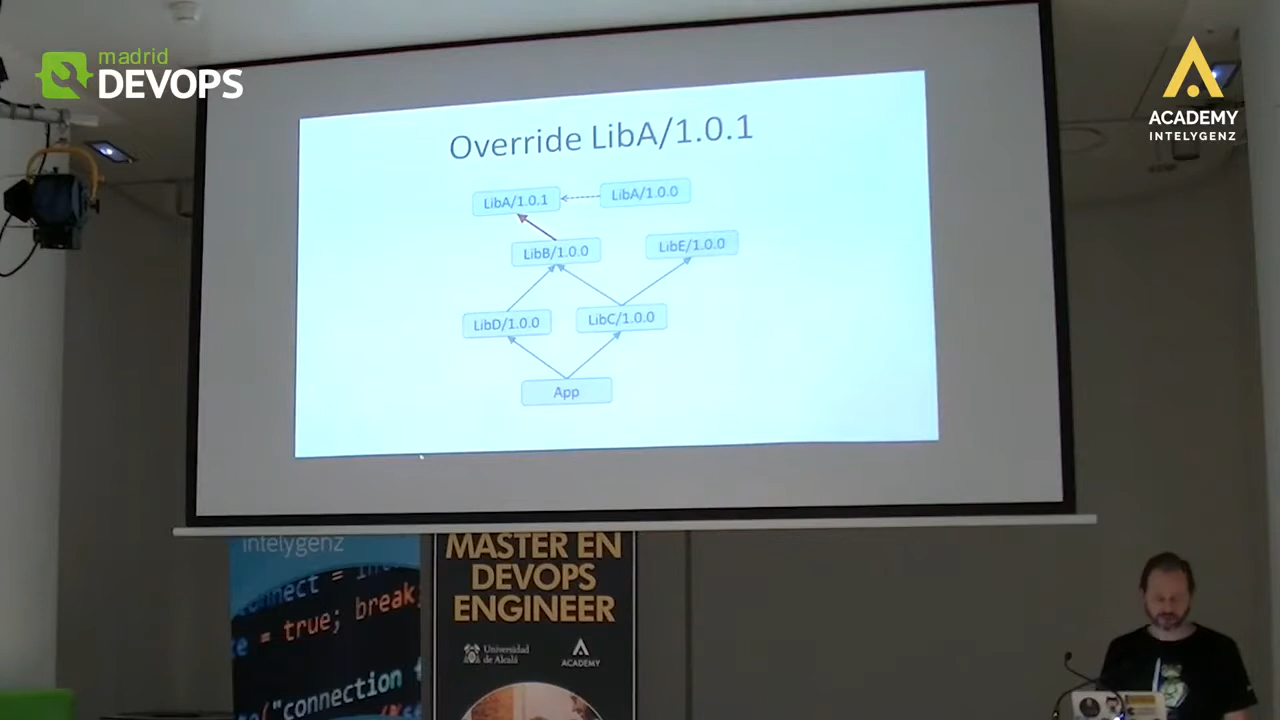 madrid
DEVOPS
ACADEMY
INTELYGENZ
Override LibA/1.0.1
LibA/1.0.1
LibA/1.0.0
LibB/1.0.0
LibE/1.0.0
LibD/1.0.0
LibC/1.0.0
App
intelygenz
= true; break
("connection
MASTER EN
DEVOPS
ENGINEER
Universidad
de Alcalá
ACADEMY